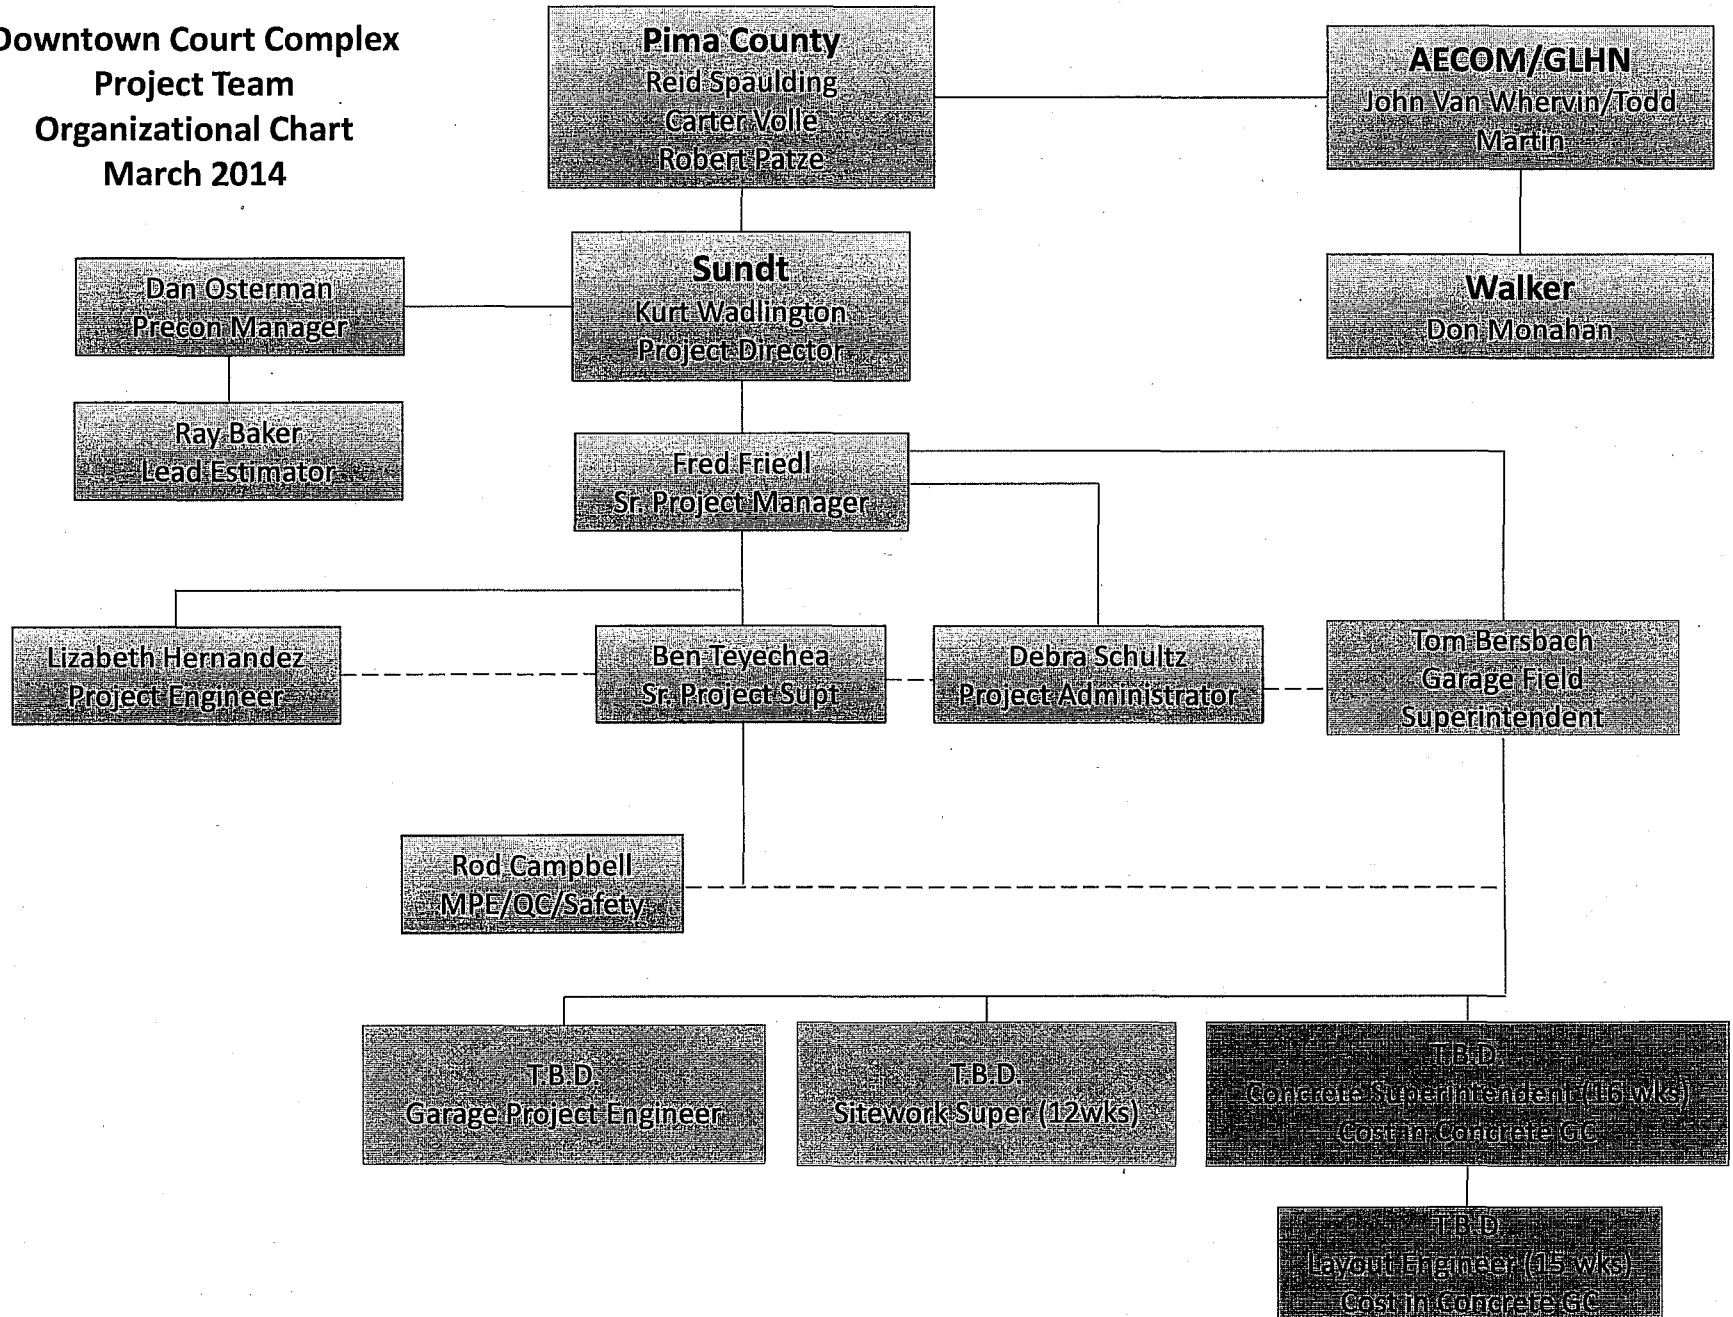 Downtown Court Complex
Project Team
Organizational Chart
March 2014
Pima County
Reid Spaulding
Carter Volle
Robert Patze
AECOM/GLHN
John Van Whervin/Todd
Martin
Sundt
Kurt Wadlington
Project Director
Dan Osterman
Precon Manager
Walker
Don Monahan
Ray Baker
Lead Estimator
Fred Friedl
Sr. Project Manager
Lizabeth Hernandez
Project Engineer
Ben Teyechea
Sr. Project Supt
Debra Schultz
Project Administrator
Tom Bersbach
Garage Field
Superintendent
Rod Campbell
MPE/QC/Safety
T.B.D.
Garage Project Engineer
T.B.D.
Sitework Super (12wks)
T.B.D.
Concrete Superintendent (16 wks)
Cost in Concrete GC
T.B.D.
Layout Engineer (15 wks)
Cost in Concrete GC